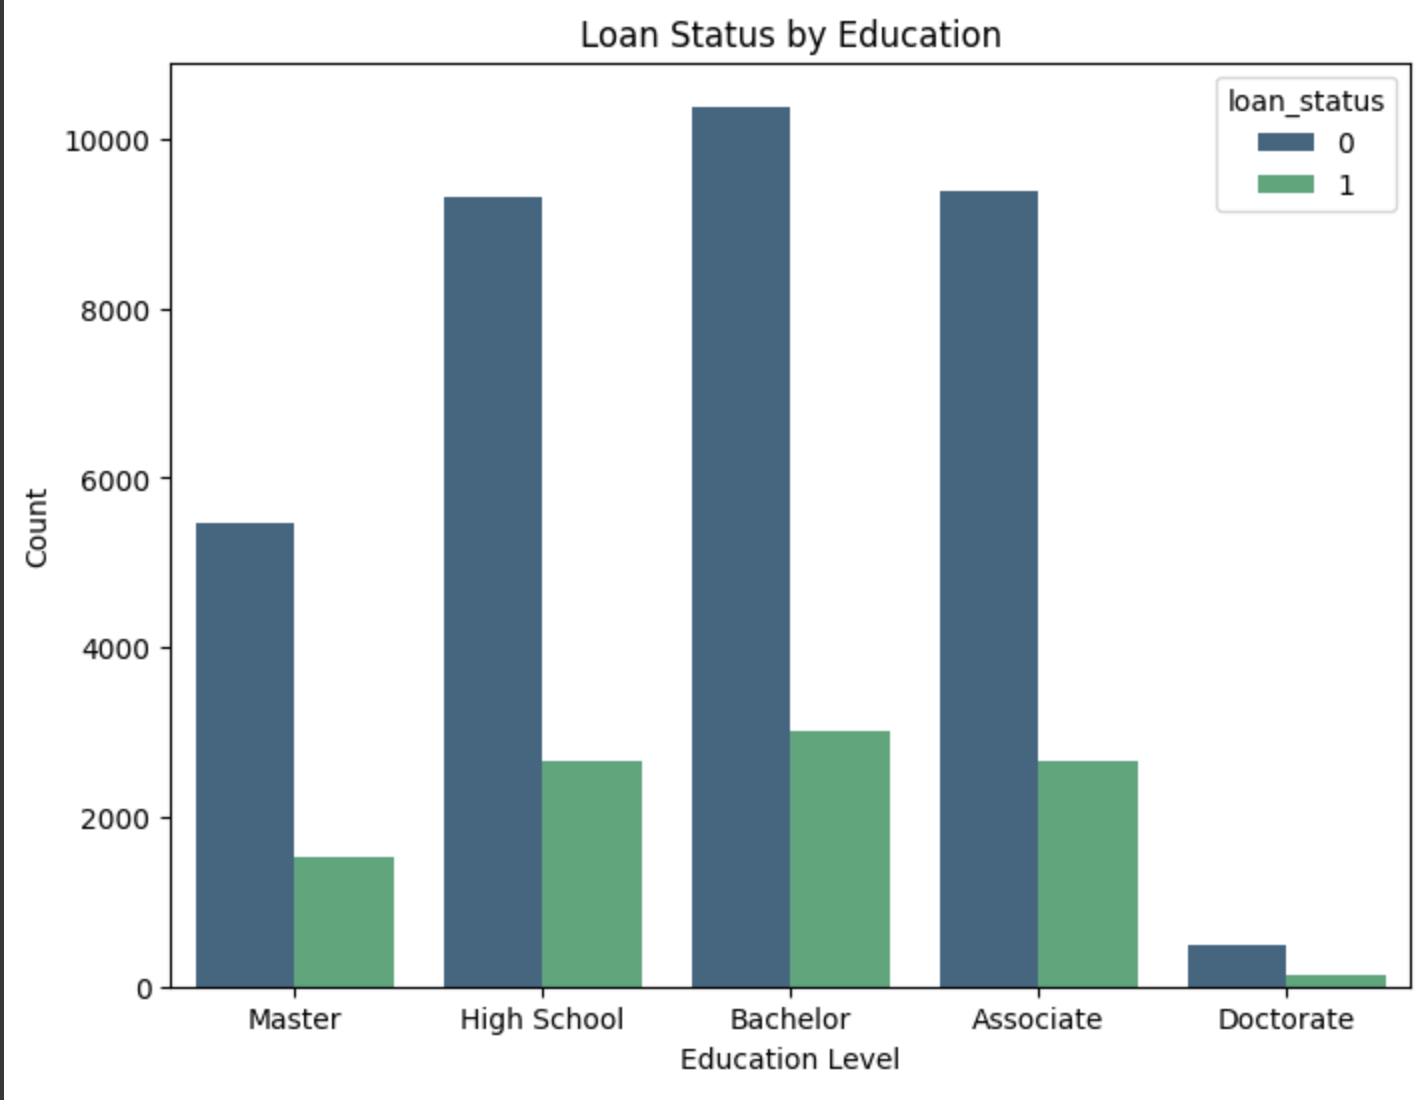 Loan Status by Education
loan_status
0
1
10000
8000
6000
4000
2000
0
Count
Master High School Bachelor Associate Doctorate
Education Level